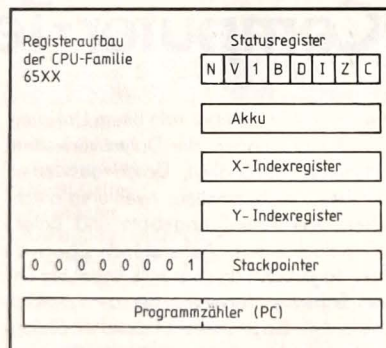 Registeraufbau
der CPU-Familie
65XX
Statusregister
N V 1 B D I Z C
Akku
X-Indexregister
Y-Indexregister
0 0 0 0 0 0 0 1 Stackpointer
Programmzähler (PC)